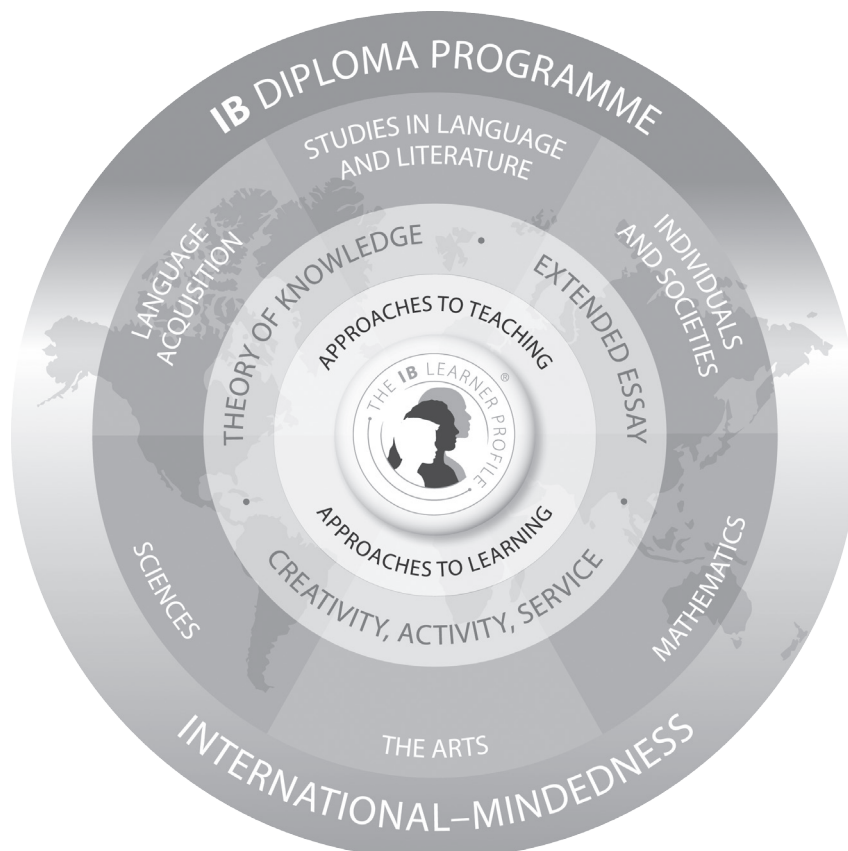 IB DIPLOMA PROGRAMME
STUDIES IN LANGUAGE
AND LITERATURE
LANGUAGE
ACQUISITION
INDIVIDUALS
AND SOCIETIES
THEORY OF KNOWLEDGE
EXTENDED ESSAY
APPROACHES TO TEACHING
THE IB LEARNER PROFILE
®
APPROACHES TO LEARNING
CREATIVITY, ACTIVITY, SERVICE
SCIENCES
MATHEMATICS
THE ARTS
INTERNATIONAL–MINDEDNESS